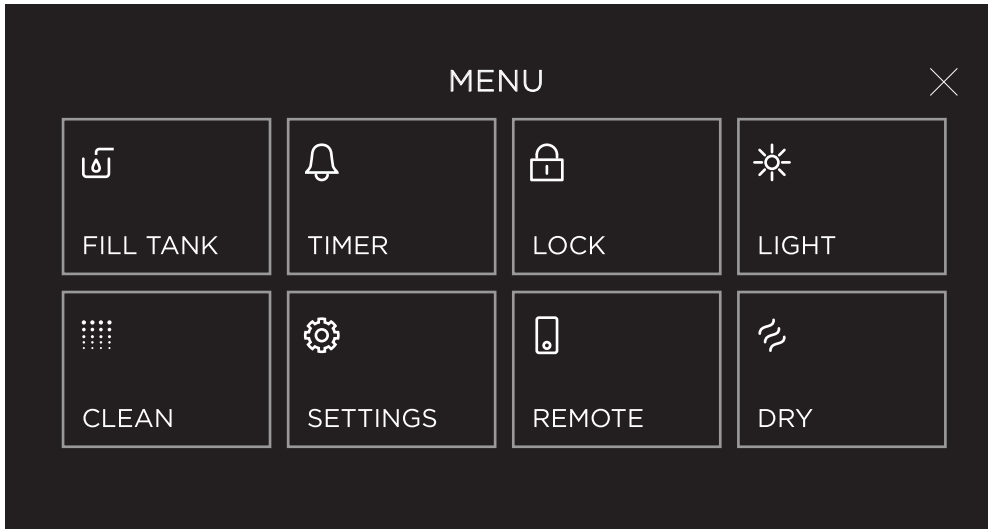 MENU
FILL TANK
TIMER
LOCK
LIGHT
CLEAN
SETTINGS
REMOTE
DRY